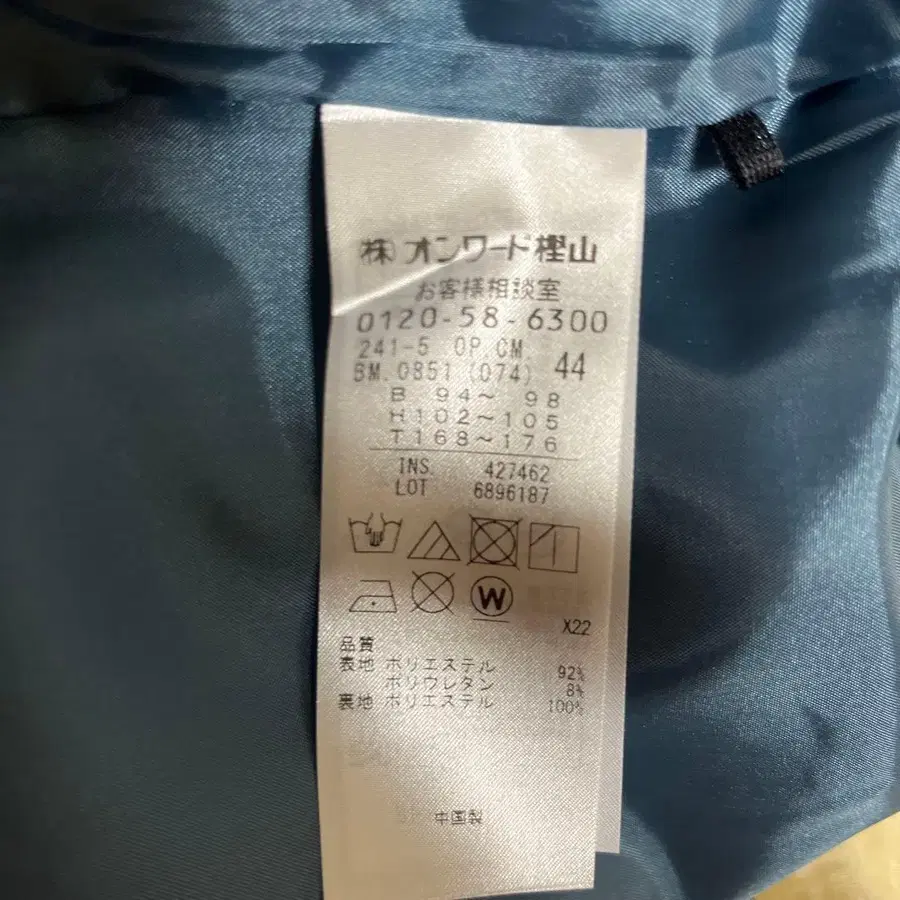 ㈱ オンワード樫山
お客様相談室
0120-58-6300
241-5 OP.CM.
BM.0851 (074) 44
B 94～ 98
H102～105
T168～176
INS. 427462
LOT 6896187
W
X22
品質
表地 ポリエステル 92%
ポリウレタン 8%
裏地 ポリエステル 100%
中国製